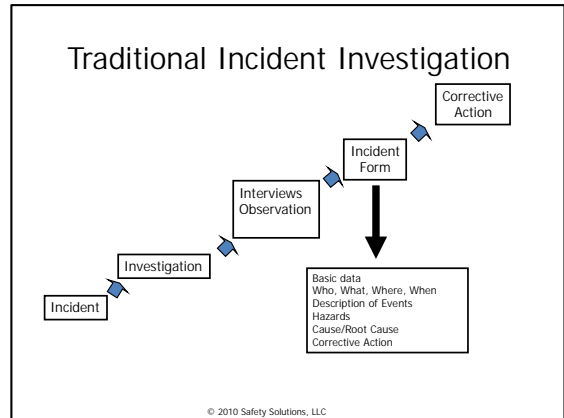 Traditional Incident Investigation
Corrective
Action
Incident
Form
Interviews
Observation
Investigation
Incident
Basic data
Who, What, Where, When
Description of Events
Hazards
Cause/Root Cause
Corrective Action
© 2010 Safety Solutions, LLC